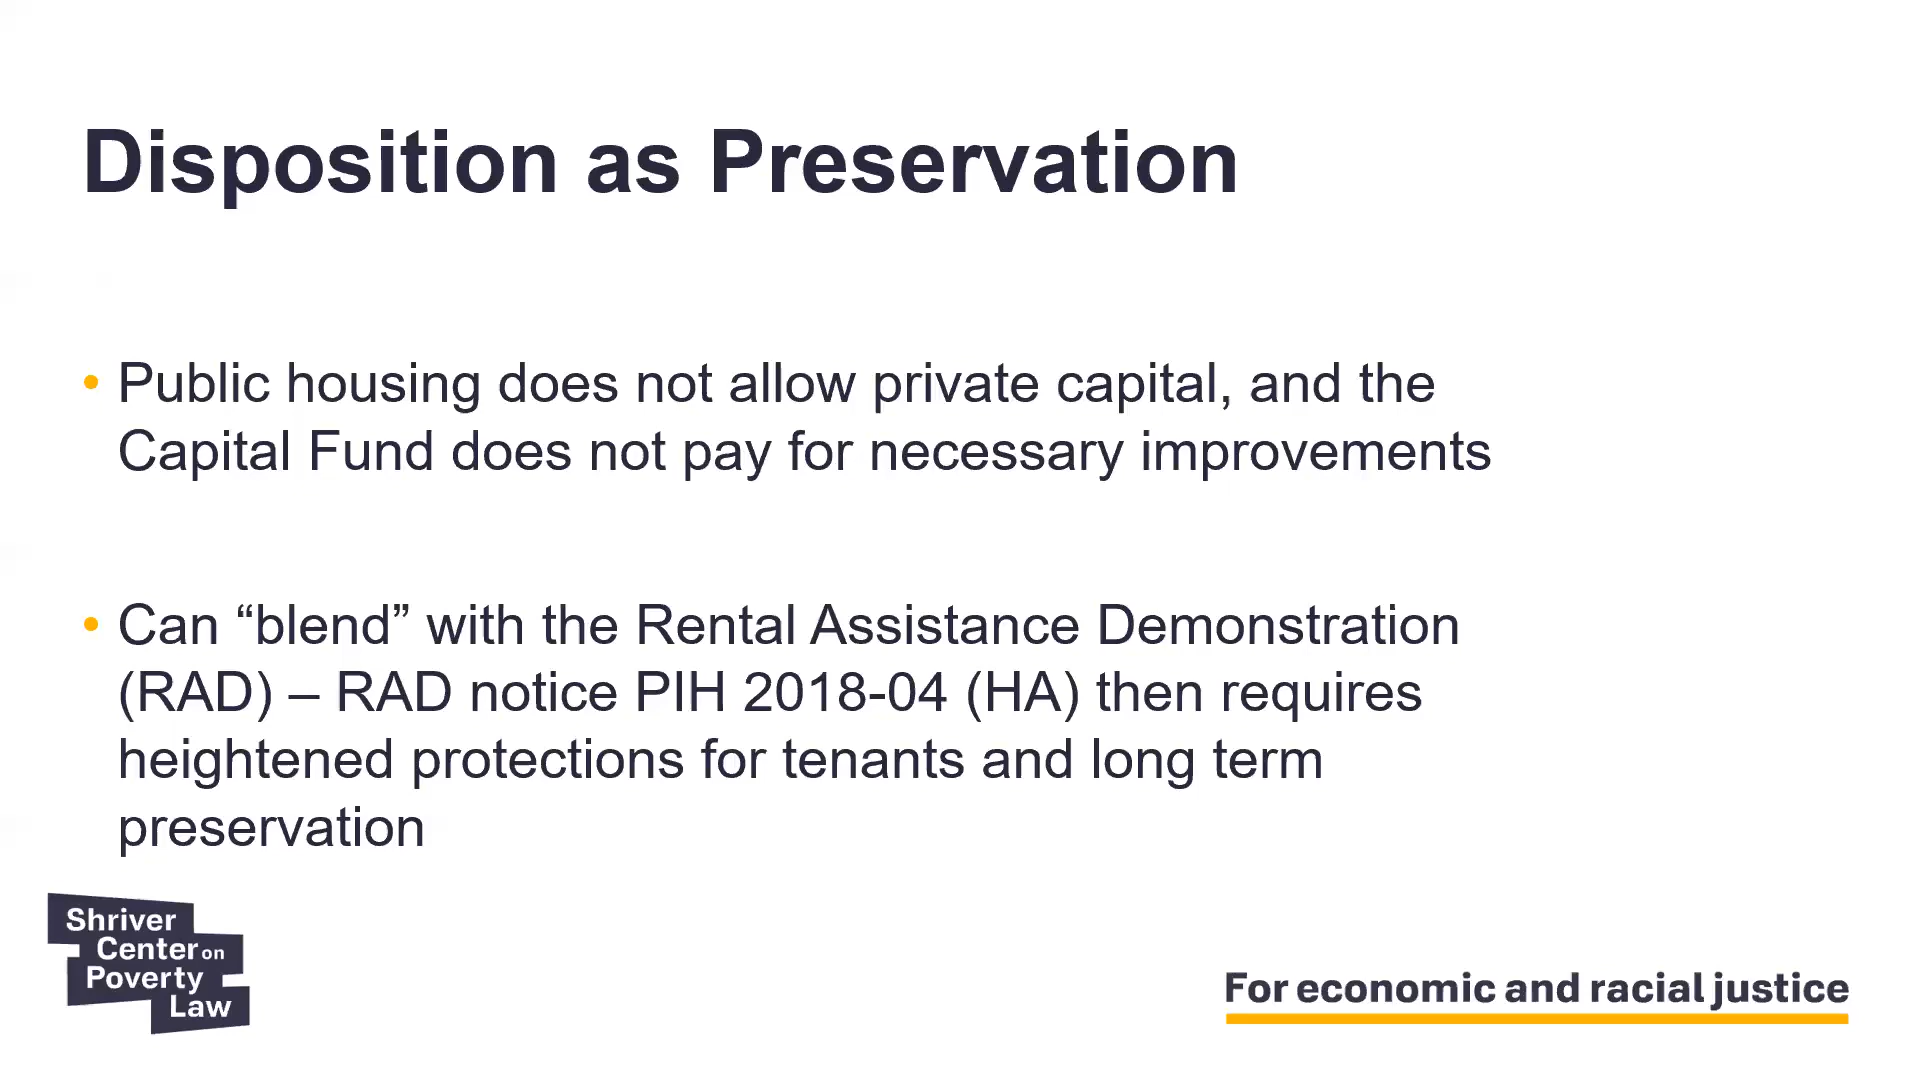 Disposition as Preservation
• Public housing does not allow private capital, and the
Capital Fund does not pay for necessary improvements
• Can “blend” with the Rental Assistance Demonstration
(RAD) – RAD notice PIH 2018-04 (HA) then requires
heightened protections for tenants and long term
preservation
Shriver
Center on
Poverty
Law
For economic and racial justice